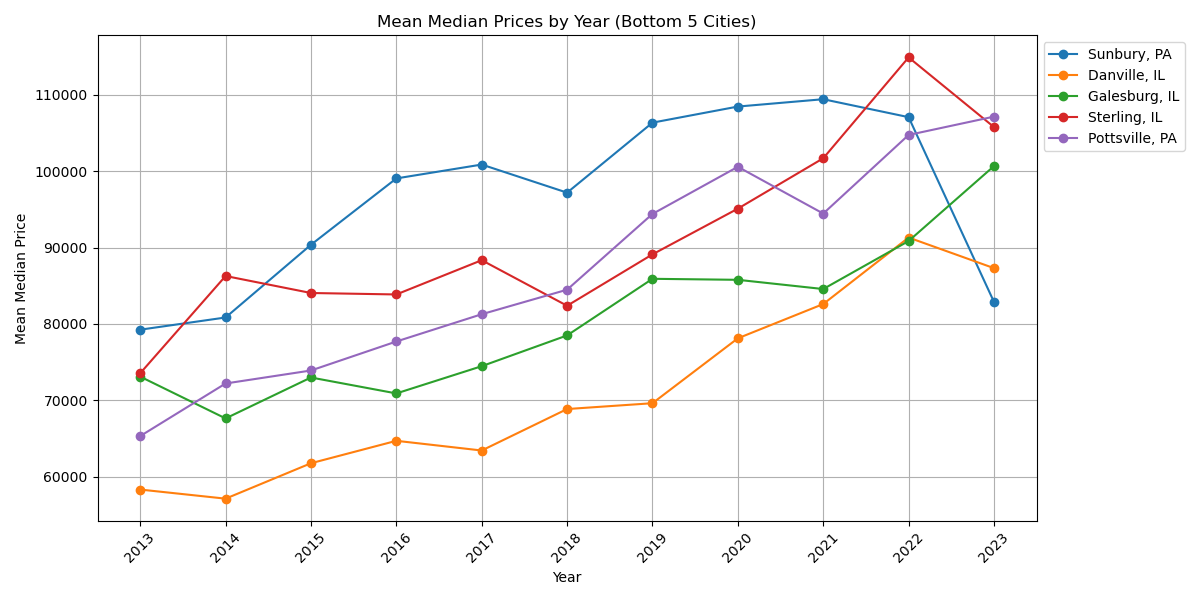 Mean Median Prices by Year (Bottom 5 Cities)
Mean Median Price
110000
100000
90000
80000
70000
60000
2013
2014
2015
2016
2017
2018
2019
2020
2021
2022
2023
Year
Sunbury, PA
Danville, IL
Galesburg, IL
Sterling, IL
Pottsville, PA